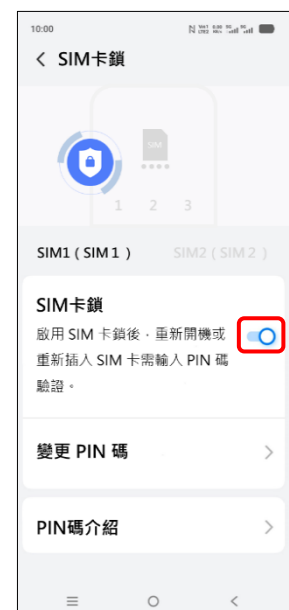 10:00
SIM卡鎖
SIM
1 2 3
SIM1 ( SIM 1 ) SIM2 ( SIM 2 )
SIM卡鎖
啟用 SIM 卡鎖後，重新開機或
重新插入 SIM 卡需輸入 PIN 碼
驗證。
變更 PIN 碼
PIN碼介紹